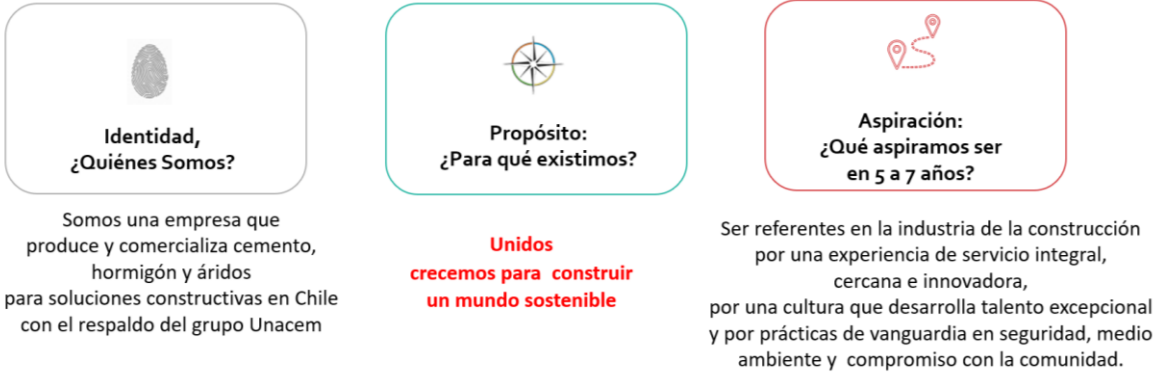 Identidad,
¿Quiénes Somos?
Somos una empresa que
produce y comercializa cemento,
hormigón y áridos
para soluciones constructivas en Chile
con el respaldo del grupo Unacem
Propósito:
¿Para qué existimos?
Unidos
crecemos para construir
un mundo sostenible
Aspiración:
¿Qué aspiramos ser
en 5 a 7 años?
Ser referentes en la industria de la construcción
por una experiencia de servicio integral,
cercana e innovadora,
por una cultura que desarrolla talento excepcional
y por prácticas de vanguardia en seguridad, medio
ambiente y compromiso con la comunidad.